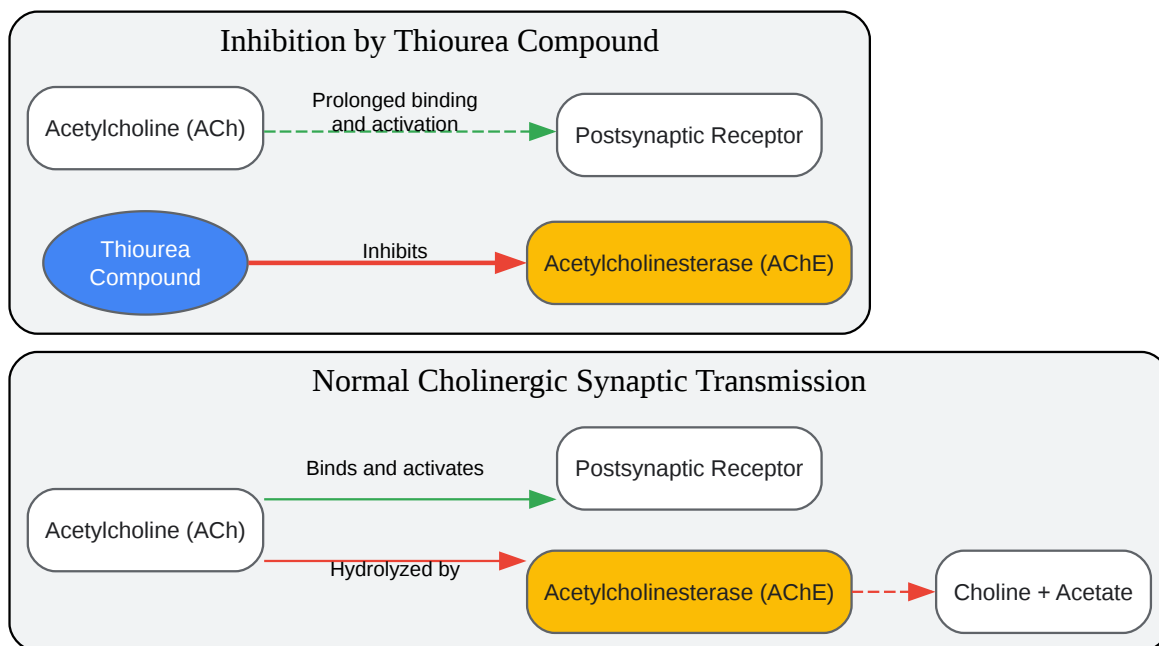 Inhibition by Thiourea Compound
Prolonged binding
and activation
Acetylcholine (ACh)
Postsynaptic Receptor
Thiourea
Compound
Inhibits
Acetylcholinesterase (AChE)
Normal Cholinergic Synaptic Transmission
Binds and activates
Postsynaptic Receptor
Acetylcholine (ACh)
Hydrolyzed by
Acetylcholinesterase (AChE)
Choline + Acetate